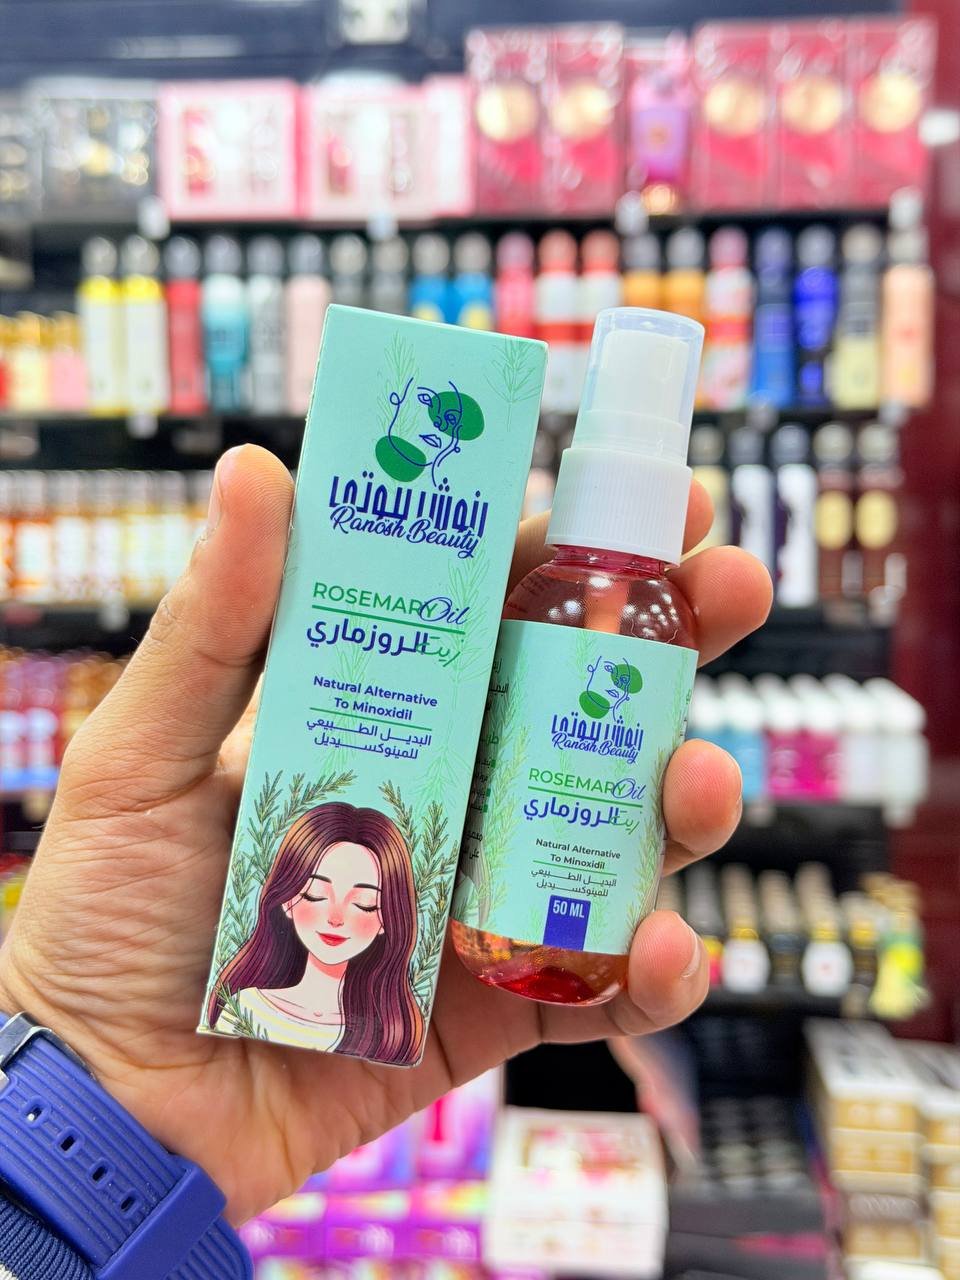 رنوش بيوتي
Ranosh Beauty
ROSEMARY Oil
زيت الروزماري
Natural Alternative
To Minoxidil
البديل الطبيعي
للمينوكسيديل
رنوش بيوتي
Ranosh Beauty
ROSEMARY Oil
زيت الروزماري
Natural Alternative
To Minoxidil
البديل الطبيعي
للمينوكسيديل
50 ML